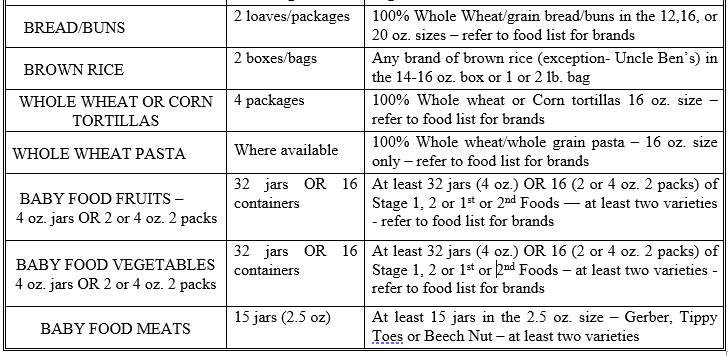 BREAD/BUNS
2 loaves/packages
100% Whole Wheat/grain bread/buns in the 12,16, or
20 oz. sizes – refer to food list for brands
BROWN RICE
2 boxes/bags
Any brand of brown rice (exception- Uncle Ben's) in
the 14-16 oz. box or 1 or 2 lb. bag
WHOLE WHEAT OR CORN
TORTILLAS
4 packages
100% Whole wheat or Corn tortillas 16 oz. size –
refer to food list for brands
WHOLE WHEAT PASTA
Where available
100% Whole wheat/whole grain pasta – 16 oz. size
only – refer to food list for brands
BABY FOOD FRUITS –
4 oz. jars OR 2 or 4 oz. 2 packs
32 jars OR 16
containers
At least 32 jars (4 oz.) OR 16 (2 or 4 oz. 2 packs) of
Stage 1, 2 or 1st or 2nd Foods — at least two varieties
- refer to food list for brands
BABY FOOD VEGETABLES
4 oz. jars OR 2 or 4 oz. 2 packs
32 jars OR 16
containers
At least 32 jars (4 oz.) OR 16 (2 or 4 oz. 2 packs) of
Stage 1, 2 or 1st or 2nd Foods – at least two varieties -
refer to food list for brands
BABY FOOD MEATS
15 jars (2.5 oz)
At least 15 jars in the 2.5 oz. size – Gerber, Tippy
Toes or Beech Nut – at least two varieties